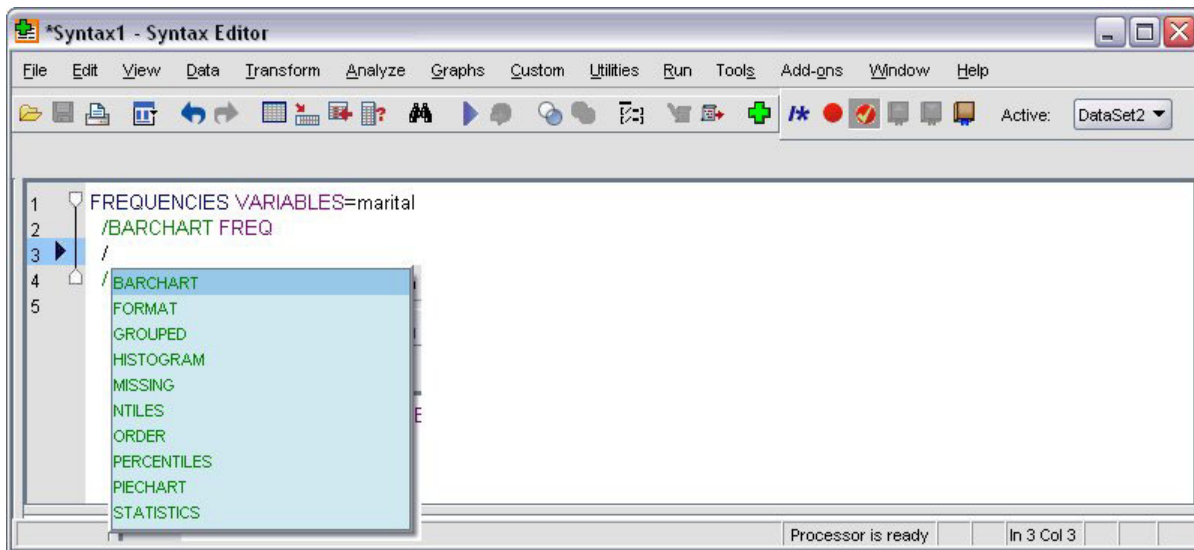 *Syntax1 - Syntax Editor
File Edit View Data Transform Analyze Graphs Custom Utilities Run Tools Add-ons Window Help
Active: DataSet2
1 FREQUENCIES VARIABLES=marital
2 /BARCHART FREQ
3 /
4 /
5
BARCHART
FORMAT
GROUPED
HISTOGRAM
MISSING
NTILES
ORDER
PERCENTILES
PIECHART
STATISTICS
Processor is ready In 3 Col 3